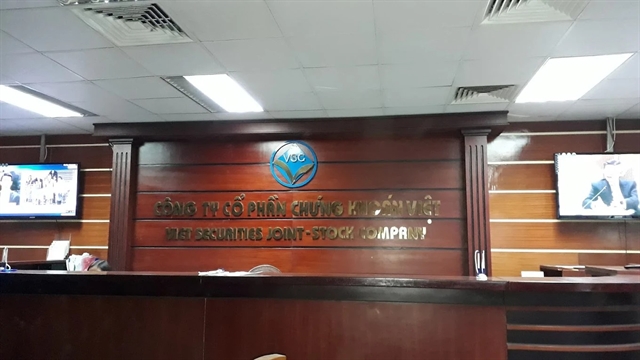 VSC
CÔNG TY CỔ PHẦN CHỨNG KHOÁN VIỆT
VIET SECURITIES JOINT-STOCK COMPANY